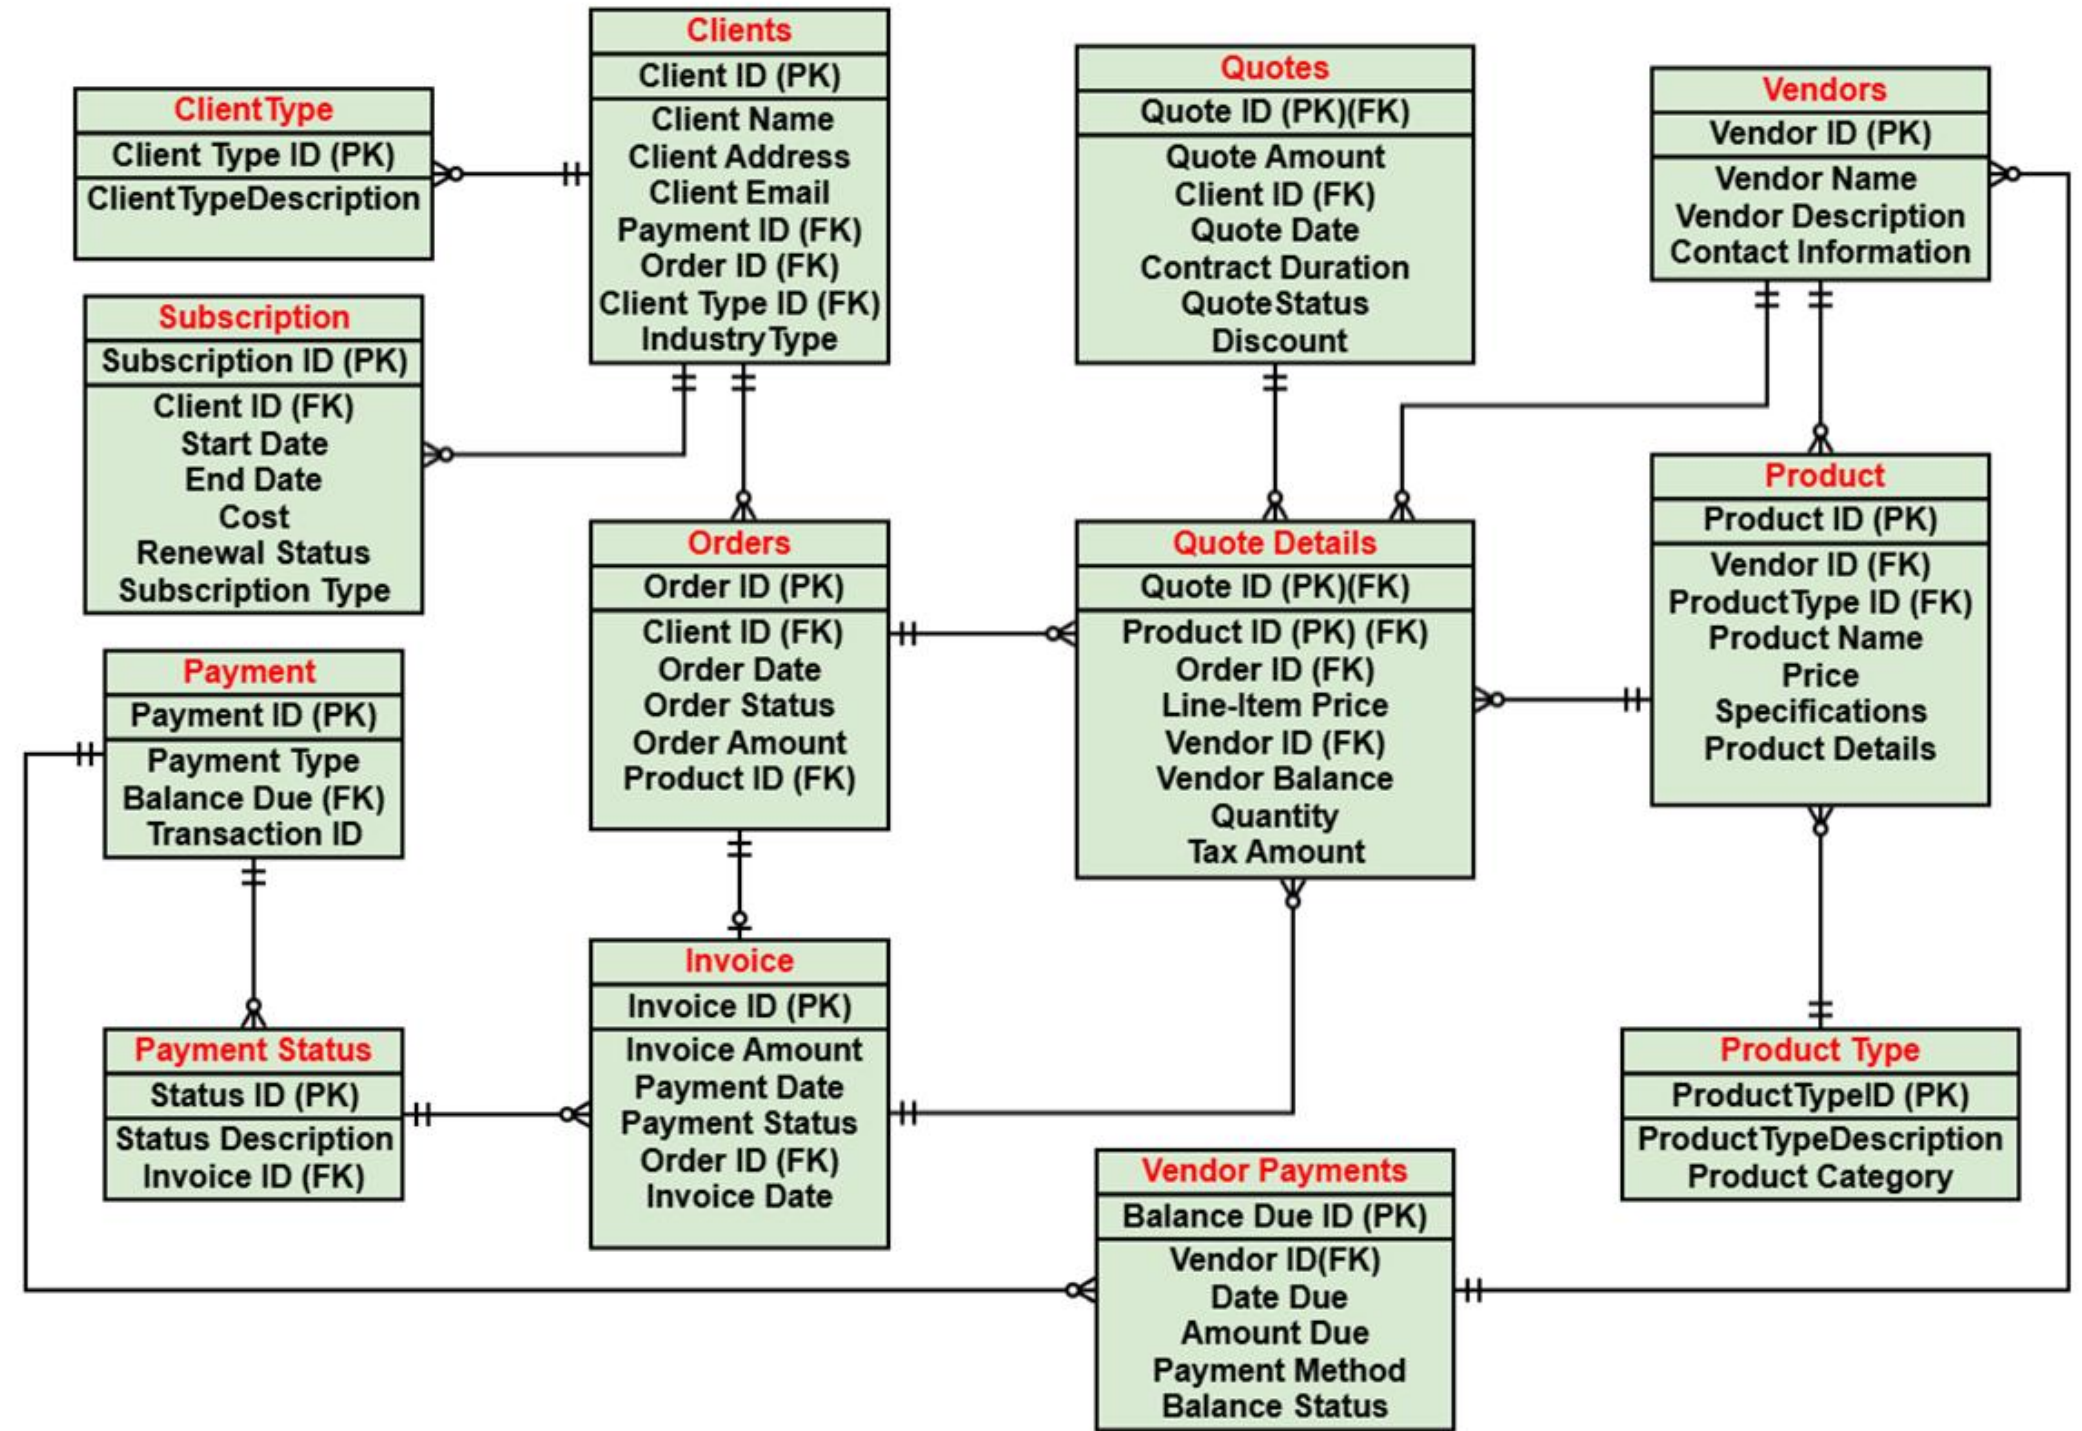 Clients
Client ID (PK)
Client Name
Client Address
Client Email
Payment ID (FK)
Order ID (FK)
Client Type ID (FK)
IndustryType
Quotes
Quote ID (PK)(FK)
Quote Amount
Client ID (FK)
Quote Date
Contract Duration
QuoteStatus
Discount
Vendors
Vendor ID (PK)
Vendor Name
Vendor Description
Contact Information
ClientType
Client Type ID (PK)
ClientTypeDescription
Subscription
Subscription ID (PK)
Client ID (FK)
Start Date
End Date
Cost
Renewal Status
Subscription Type
Orders
Order ID (PK)
Client ID (FK)
Order Date
Order Status
Order Amount
Product ID (FK)
Quote Details
Quote ID (PK)(FK)
Product ID (PK) (FK)
Order ID (FK)
Line-Item Price
Vendor ID (FK)
Vendor Balance
Quantity
Tax Amount
Product
Product ID (PK)
Vendor ID (FK)
ProductType ID (FK)
Product Name
Price
Specifications
Product Details
Payment
Payment ID (PK)
Payment Type
Balance Due (FK)
Transaction ID
Payment Status
Status ID (PK)
Status Description
Invoice ID (FK)
Invoice
Invoice ID (PK)
Invoice Amount
Payment Date
Payment Status
Order ID (FK)
Invoice Date
Product Type
ProductTypeID (PK)
ProductTypeDescription
Product Category
Vendor Payments
Balance Due ID (PK)
Vendor ID(FK)
Date Due
Amount Due
Payment Method
Balance Status